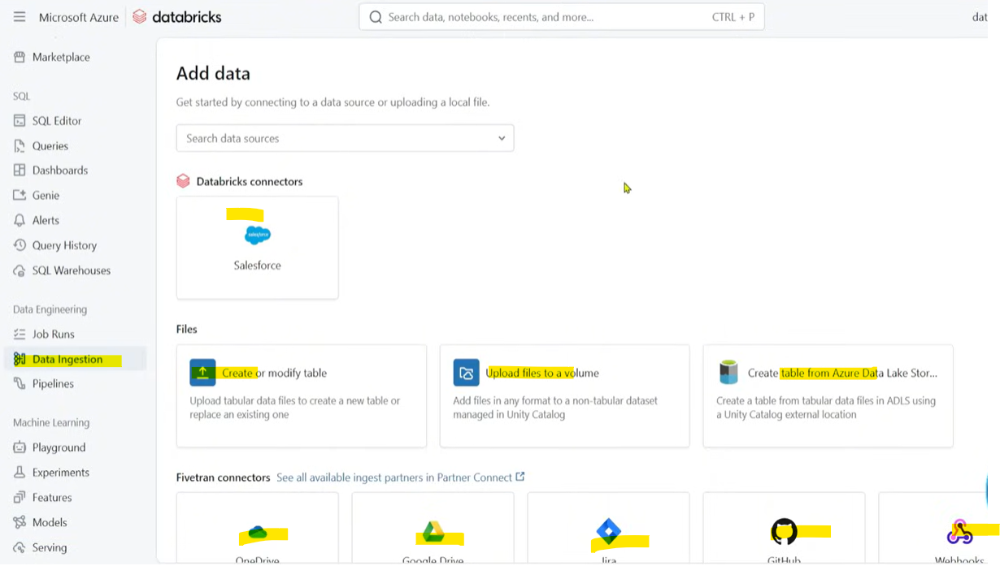 Microsoft Azure databricks Search data, notebooks, recents, and more... CTRL + P dat
Marketplace
SQL
SQL Editor
Queries
Dashboards
Genie
Alerts
Query History
SQL Warehouses
Data Engineering
Job Runs
Data Ingestion
Pipelines
Machine Learning
Playground
Experiments
Features
Models
Serving
Add data
Get started by connecting to a data source or uploading a local file.
Search data sources
Databricks connectors
salesforce
Salesforce
Files
Create or modify table
Upload tabular data files to create a new table or
replace an existing one
Upload files to a volume
Add files in any format to a non-tabular dataset
managed in Unity Catalog
Create table from Azure Data Lake Stor...
Create a table from tabular data files in ADLS using
a Unity Catalog external location
Fivetran connectors See all available ingest partners in Partner Connect
OneDrive
Google Drive
Jira
GitHub
Webhooks